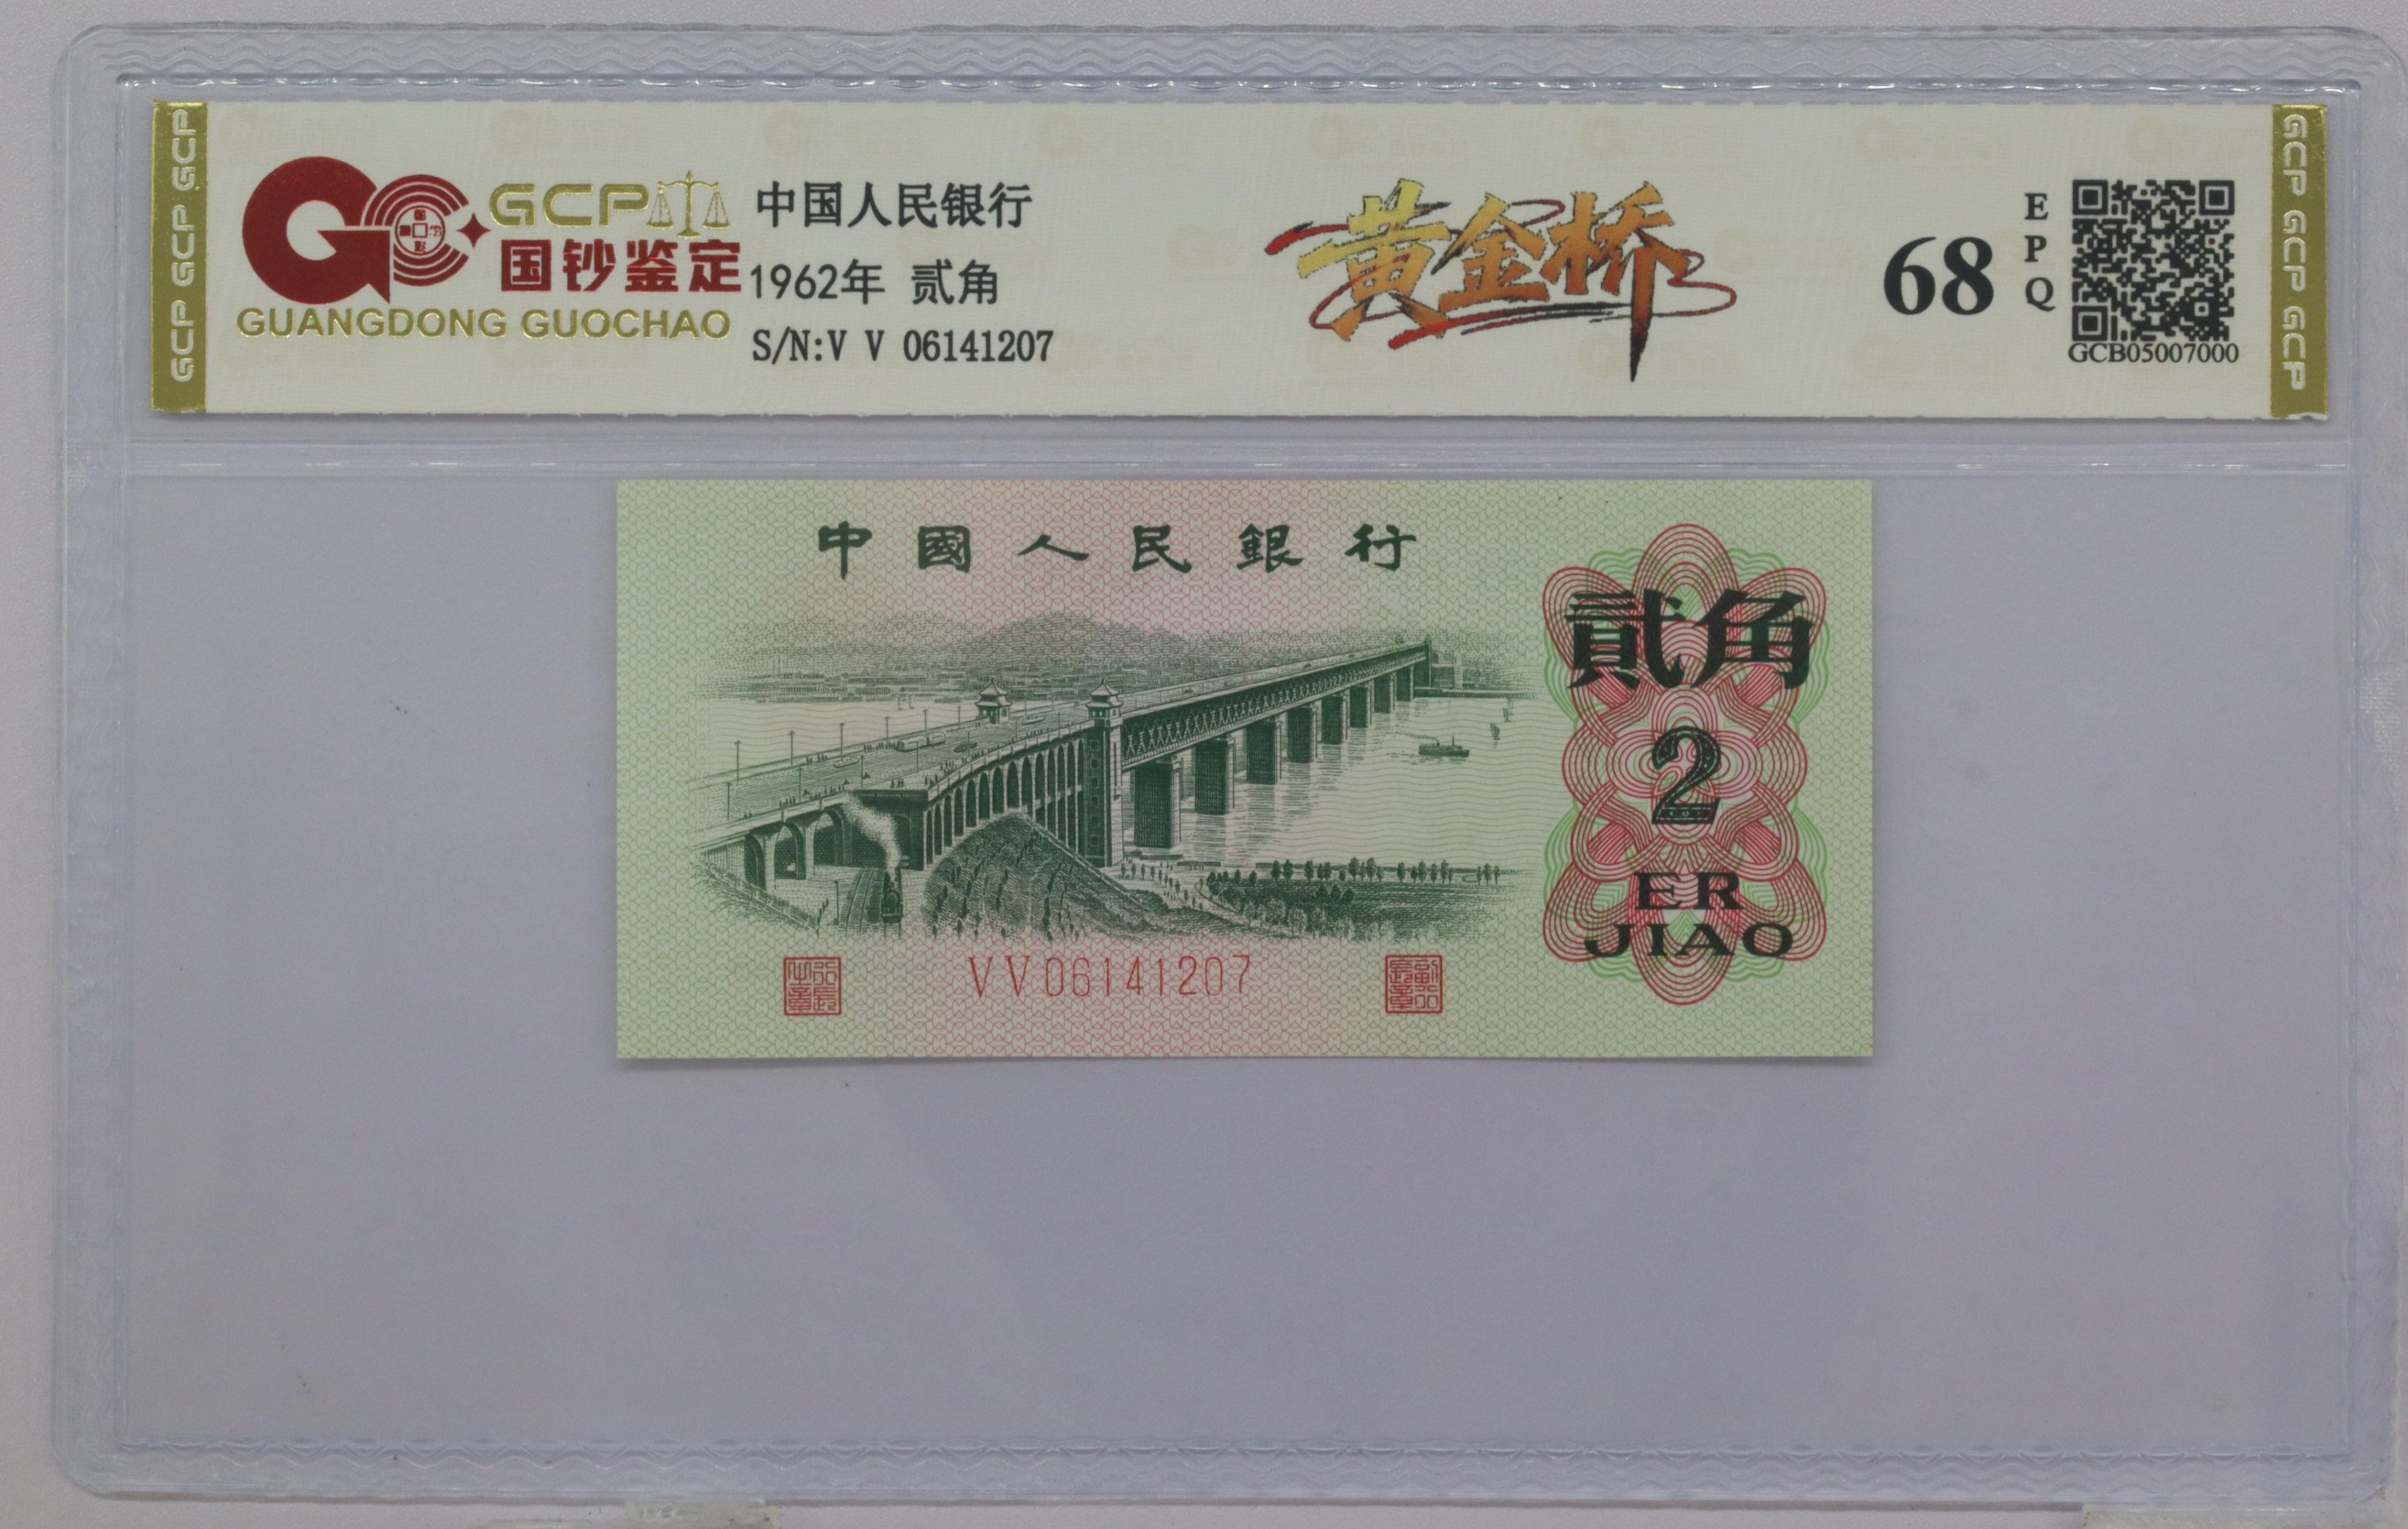 GCP GCP GCP
GCP
国钞鉴定
GUANGDONG GUOCHAO
中国人民银行
1962年 贰角
S/N:V V 06141207
黄金桥
68
EPQ
GCB05007000
GCP GCP GCP
中國人民銀行
貳角
2
ER
JIAO
VV06141207